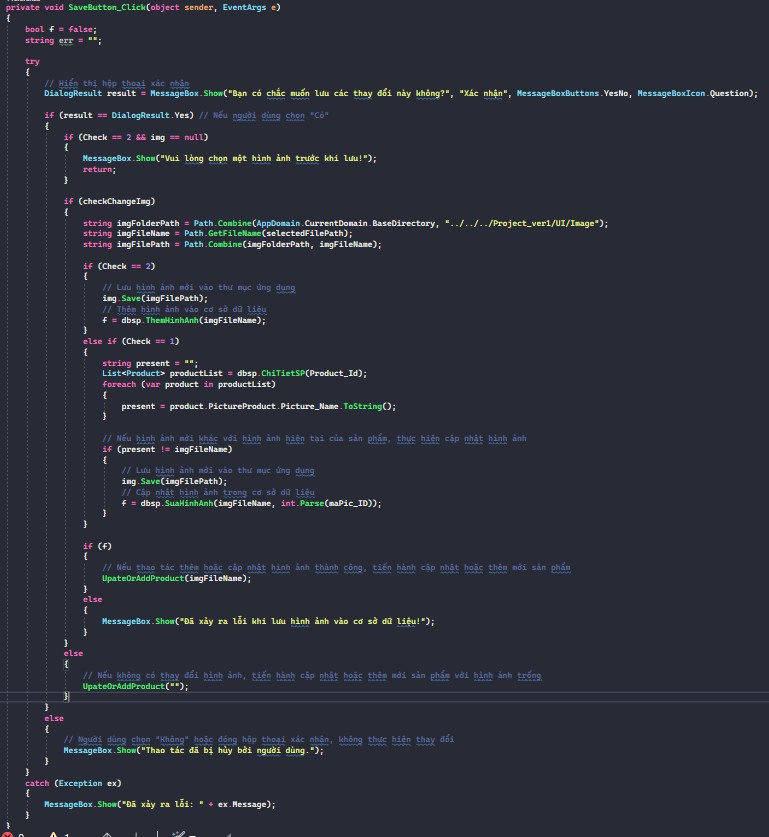 private void SaveButton_Click(object sender, EventArgs e)
{
bool f = false;
string err = "";
try
{
// Hiển thị hộp thoại xác nhận
DialogResult result = MessageBox.Show("Bạn có chắc muốn lưu các thay đổi này không?", "Xác nhận", MessageBoxButtons.YesNo, MessageBoxIcon.Question);
if (result == DialogResult.Yes) // Nếu người dùng chọn "Có"
{
if (Check == 2 && img == null)
{
MessageBox.Show("Vui lòng chọn một hình ảnh trước khi lưu!");
return;
}
if (checkChangeImg)
{
string imgFolderPath = Path.Combine(AppDomain.CurrentDomain.BaseDirectory, "../../../Project_ver1/UI/Image");
string imgFileName = Path.GetFileName(selectedFilePath);
string imgFilePath = Path.Combine(imgFolderPath, imgFileName);
if (Check == 2)
{
// Lưu hình ảnh mới vào thư mục ứng dụng
img.Save(imgFilePath);
// Thêm hình ảnh vào cơ sở dữ liệu
f = dbsp.ThemHinhAnh(imgFileName);
}
else if (Check == 1)
{
string present = "";
List<Product> productList = dbsp.ChiTietSP(Product_Id);
foreach (var product in productList)
{
present = product.PictureProduct.Picture_Name.ToString();
}
// Nếu hình ảnh mới khác với hình ảnh hiện tại của sản phẩm, thực hiện cập nhật hình ảnh
if (present != imgFileName)
{
// Lưu hình ảnh mới vào thư mục ứng dụng
img.Save(imgFilePath);
// Cập nhật hình ảnh trong cơ sở dữ liệu
f = dbsp.SuaHinhAnh(imgFileName, int.Parse(maPic_ID));
}
}
if (f)
{
// Nếu thao tác thêm hoặc cập nhật hình ảnh thành công, tiến hành cập nhật hoặc thêm mới sản phẩm
UpateOrAddProduct(imgFileName);
}
else
{
MessageBox.Show("Đã xảy ra lỗi khi lưu hình ảnh vào cơ sở dữ liệu!");
}
}
else
{
// Nếu không có thay đổi hình ảnh, tiến hành cập nhật hoặc thêm mới sản phẩm với hình ảnh trống
UpateOrAddProduct("");
}
}
else
{
// Người dùng chọn "Không" hoặc đóng hộp thoại xác nhận, không thực hiện thay đổi
MessageBox.Show("Thao tác đã bị hủy bởi người dùng.");
}
}
catch (Exception ex)
{
MessageBox.Show("Đã xảy ra lỗi: " + ex.Message);
}
}